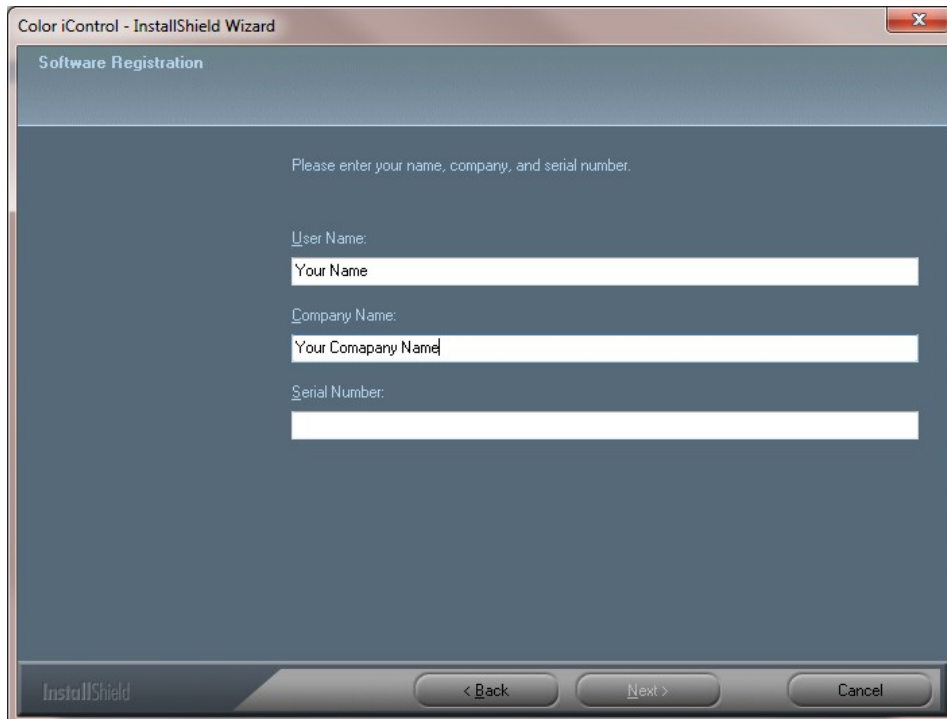 Color iControl - InstallShield Wizard
Software Registration
Please enter your name, company, and serial number.
User Name:
Your Name
Company Name:
Your Comapany Name
Serial Number:
InstallShield
< Back
Next >
Cancel